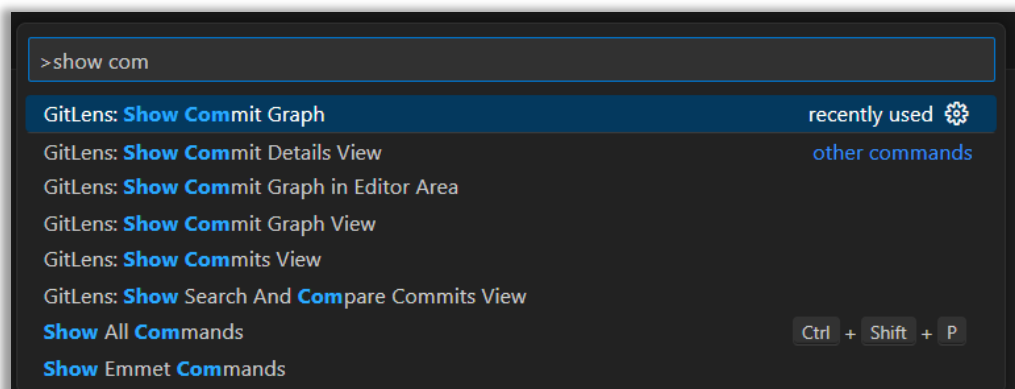 >show com
GitLens: Show Commit Graph recently used
GitLens: Show Commit Details View other commands
GitLens: Show Commit Graph in Editor Area
GitLens: Show Commit Graph View
GitLens: Show Commits View
GitLens: Show Search And Compare Commits View
Show All Commands Ctrl + Shift + P
Show Emmet Commands